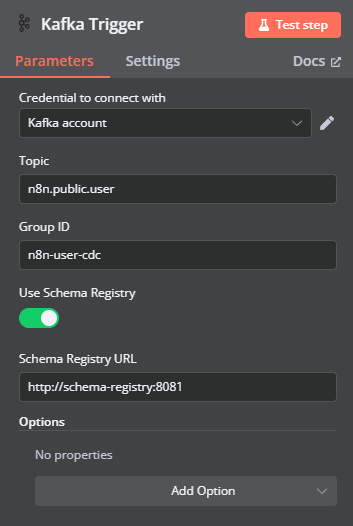 Kafka Trigger
Test step
Parameters
Settings
Docs
Credential to connect with
Kafka account
Topic
n8n.public.user
Group ID
n8n-user-cdc
Use Schema Registry
Schema Registry URL
http://schema-registry:8081
Options
No properties
Add Option